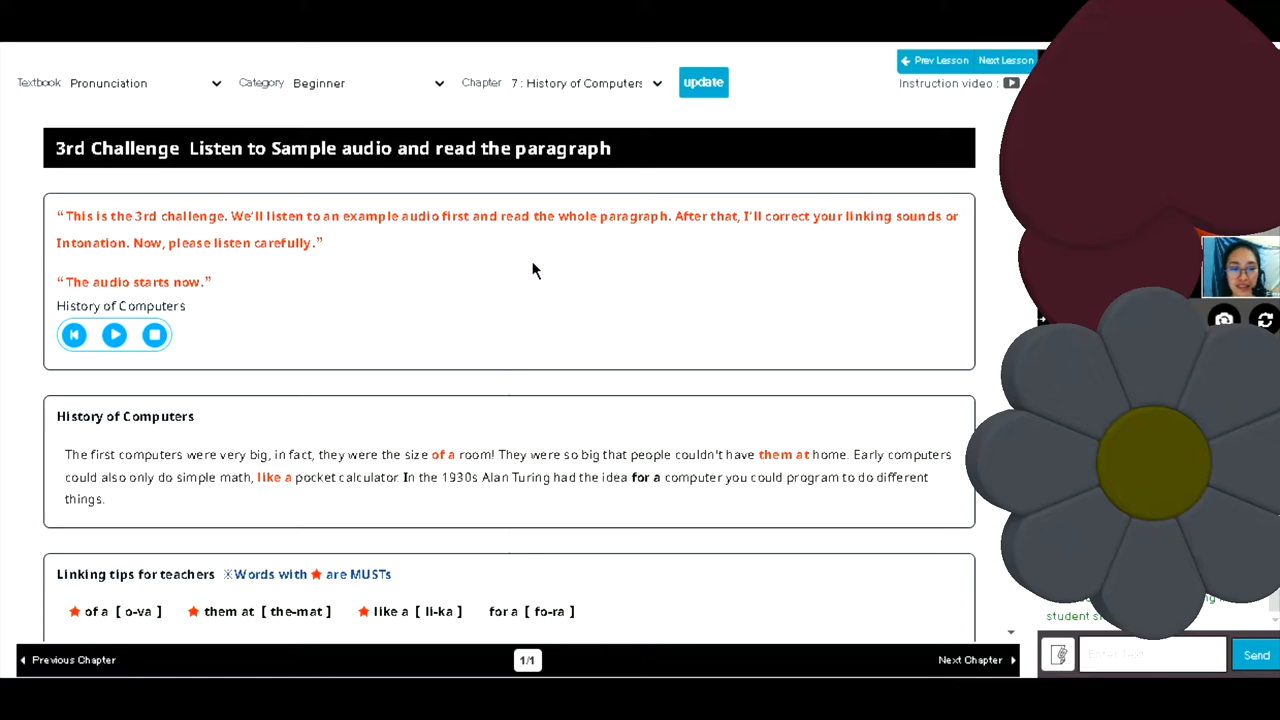 Prev Lesson Next Lesson
Textbook Pronunciation Category Beginner Chapter 7 : History of Computers update Instruction video :
3rd Challenge Listen to Sample audio and read the paragraph
“This is the 3rd challenge. We’ll listen to an example audio first and read the whole paragraph. After that, I’ll correct your linking sounds or
Intonation. Now, please listen carefully.”
“The audio starts now.”
History of Computers
History of Computers
The first computers were very big, in fact, they were the size of a room! They were so big that people couldn't have them at home. Early computers
could also only do simple math, like a pocket calculator. In the 1930s Alan Turing had the idea for a computer you could program to do different
things.
Linking tips for teachers ※Words with ★ are MUSTs
★ of a [ o-va ] ★ them at [ the-mat ] ★ like a [ li-ka ] for a [ fo-ra ]
student
Previous Chapter 1/1 Next Chapter
Enter Text Send